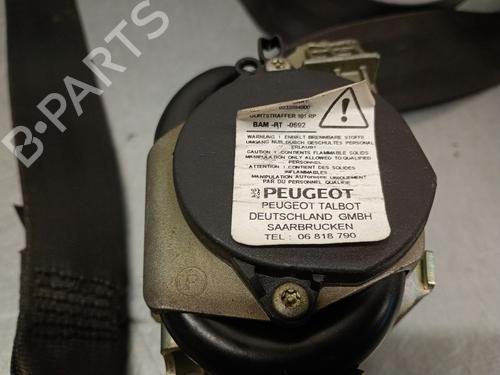 GURTSTRAFFER 101 RP
BAM -RT -0692
WARNUNG ! ENHALT BRENNBARE STOFFE
UMGANG NUR DUSCH GESCHULTES PERSONAL
ERLAUBT
CAUTION ! CONTENTS FLAMMABLE SOLIDS
MANIPULATION ONLY ALLOWED TO QUALIFIED
PERSONNEL
ATTENTION ! CONTIENT DES SOLIDES
INFLAMMABLES
MANIPULATION AUTORISEE UNIQUEMENT
PAR DU PERSONNEL QUALIFIE
PEUGEOT
PEUGEOT TALBOT
DEUTSCHLAND GMBH
SAARBRUCKEN
TEL : 06 818 790
P
B-PARTS